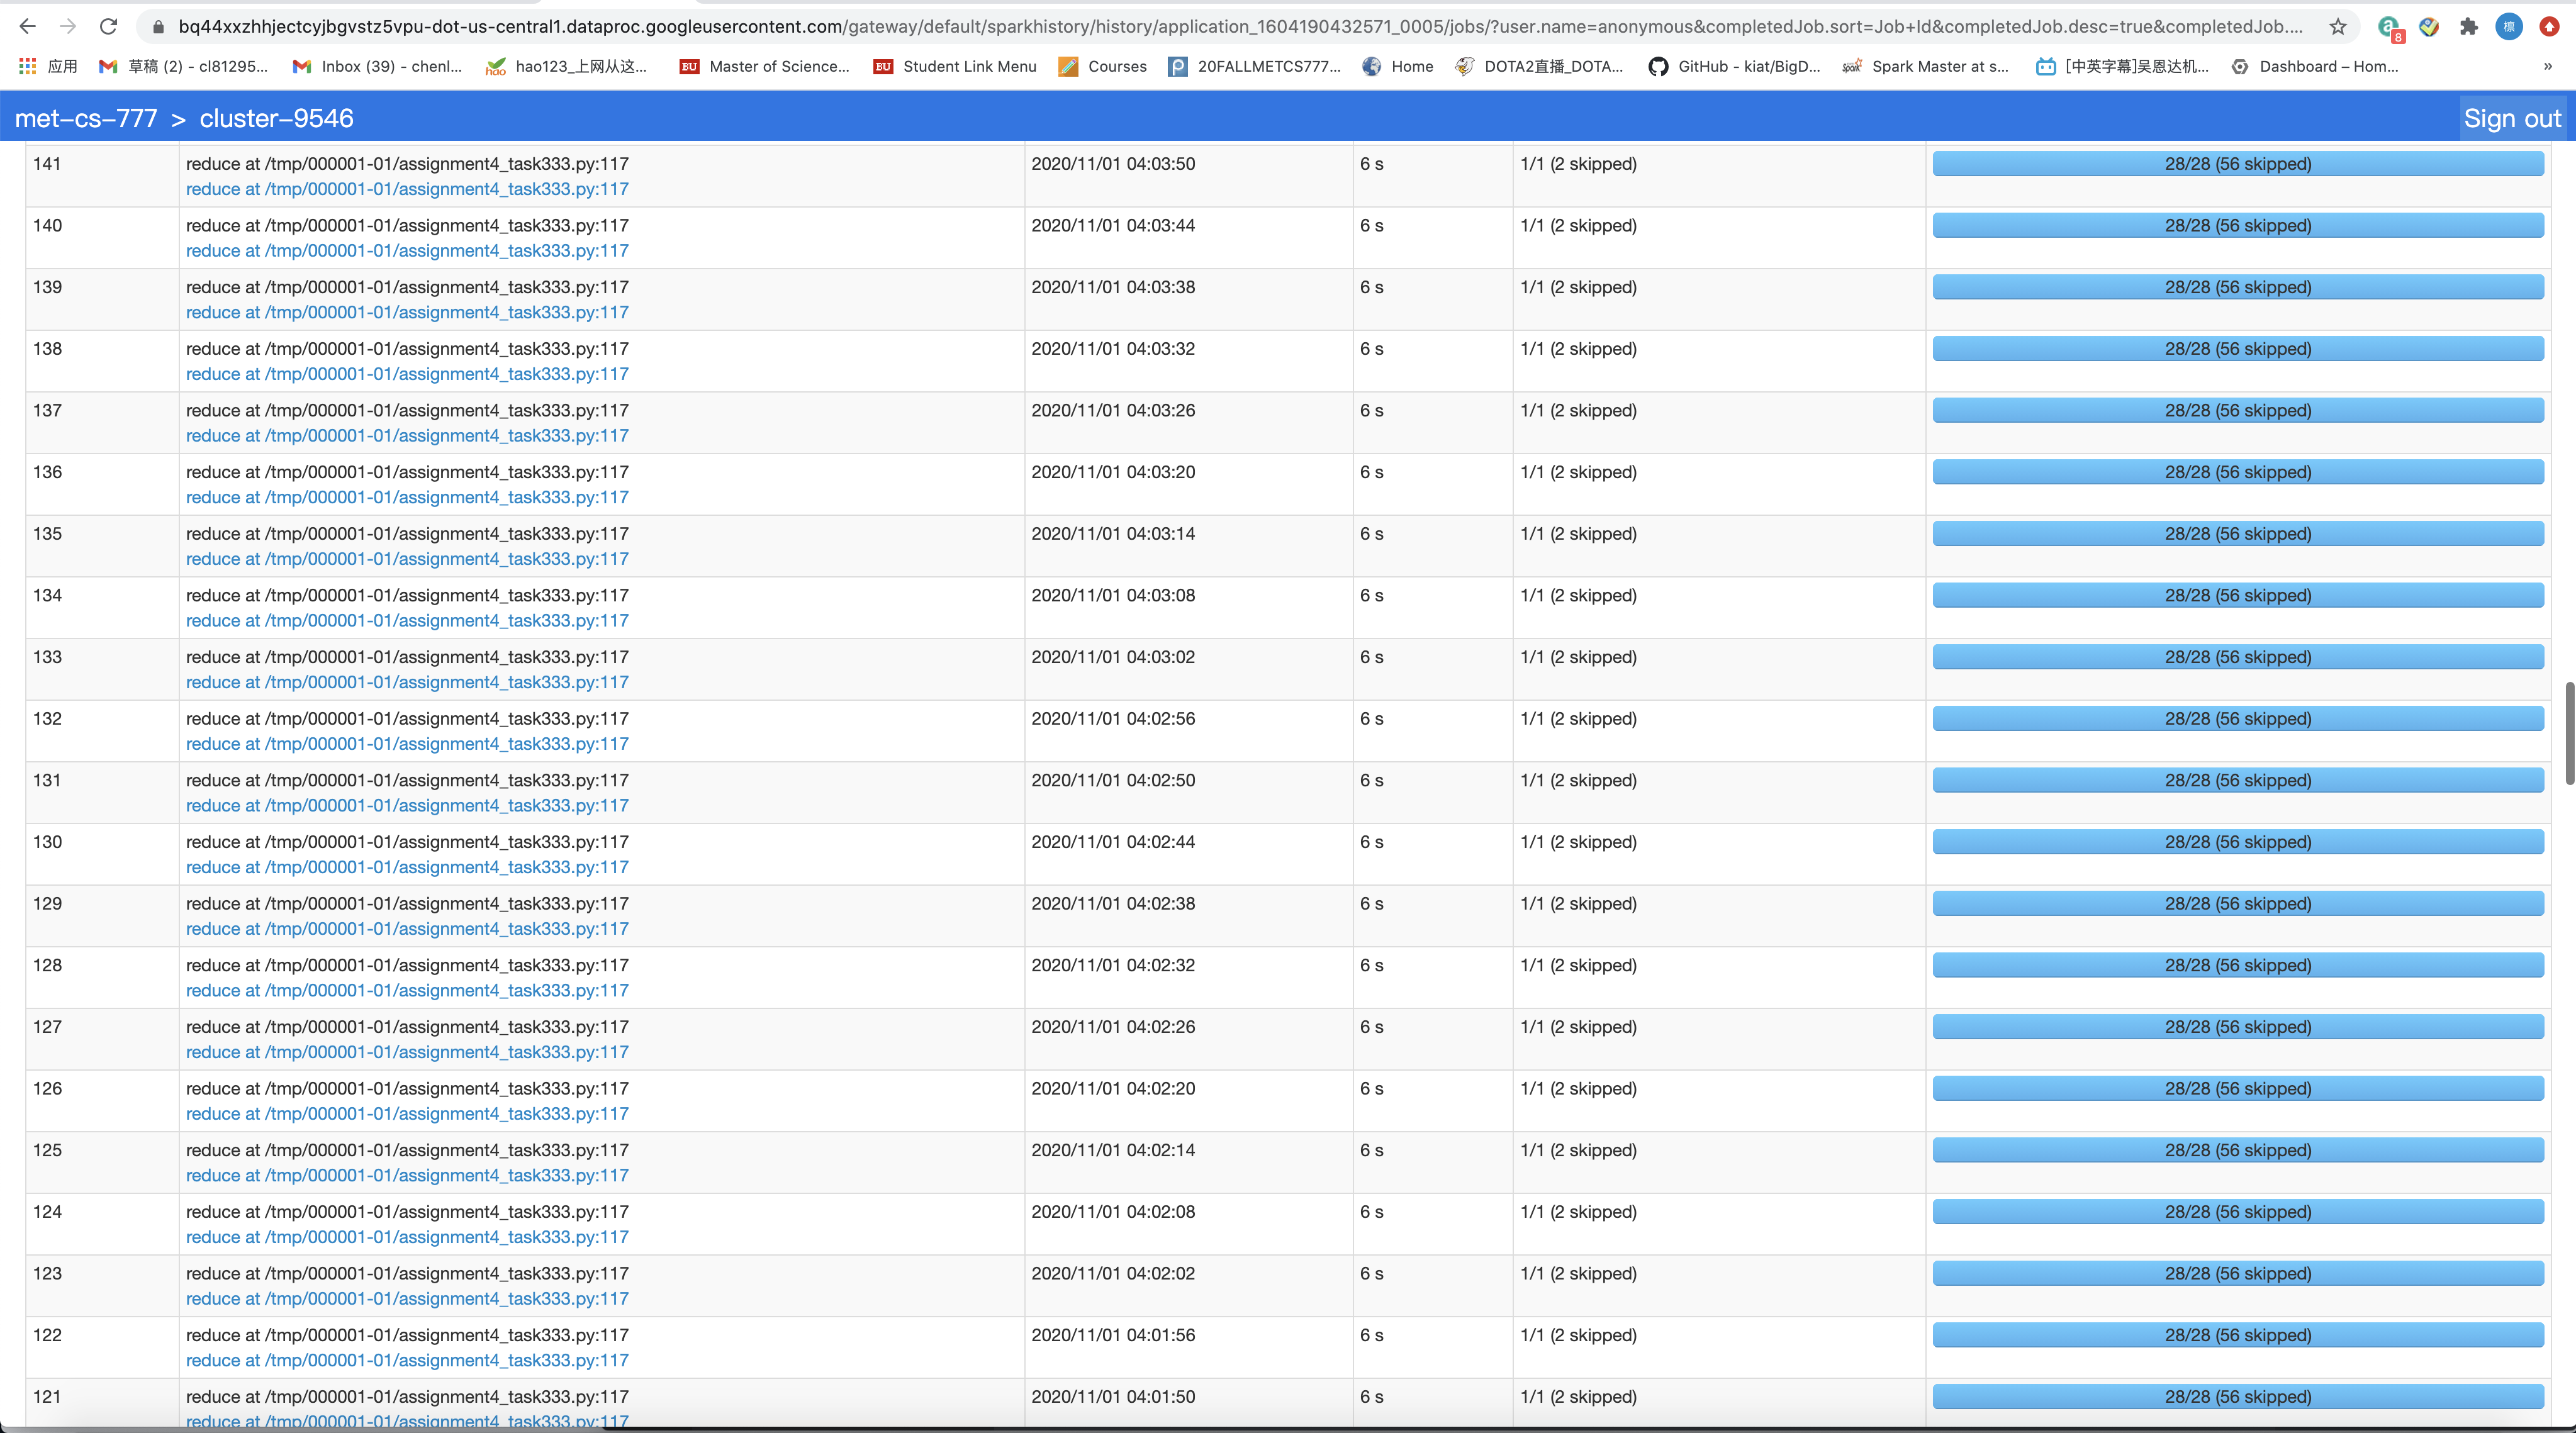 bq44xxzhhjectcyjbgvstz5vpu-dot-us-central1.dataproc.googleusercontent.com/gateway/default/sparkhistory/history/application_1604190432571_0005/jobs/?user.name=anonymous&completedJob.sort=Job+Id&completedJob.desc=true&completedJob....
8
应用 草稿 (2) - cl81295... Inbox (39) - chenl... hao123_上网从这... BU Master of Science... BU Student Link Menu Courses 20FALLMETCS777... Home DOTA2直播_DOTA... GitHub - kiat/BigD... Spark Master at s... [中英字幕]吴恩达机... Dashboard – Hom... »
met-cs-777 > cluster-9546 Sign out
141 reduce at /tmp/000001-01/assignment4_task333.py:117 2020/11/01 04:03:50 6 s 1/1 (2 skipped) 28/28 (56 skipped)
reduce at /tmp/000001-01/assignment4_task333.py:117
140 reduce at /tmp/000001-01/assignment4_task333.py:117 2020/11/01 04:03:44 6 s 1/1 (2 skipped) 28/28 (56 skipped)
reduce at /tmp/000001-01/assignment4_task333.py:117
139 reduce at /tmp/000001-01/assignment4_task333.py:117 2020/11/01 04:03:38 6 s 1/1 (2 skipped) 28/28 (56 skipped)
reduce at /tmp/000001-01/assignment4_task333.py:117
138 reduce at /tmp/000001-01/assignment4_task333.py:117 2020/11/01 04:03:32 6 s 1/1 (2 skipped) 28/28 (56 skipped)
reduce at /tmp/000001-01/assignment4_task333.py:117
137 reduce at /tmp/000001-01/assignment4_task333.py:117 2020/11/01 04:03:26 6 s 1/1 (2 skipped) 28/28 (56 skipped)
reduce at /tmp/000001-01/assignment4_task333.py:117
136 reduce at /tmp/000001-01/assignment4_task333.py:117 2020/11/01 04:03:20 6 s 1/1 (2 skipped) 28/28 (56 skipped)
reduce at /tmp/000001-01/assignment4_task333.py:117
135 reduce at /tmp/000001-01/assignment4_task333.py:117 2020/11/01 04:03:14 6 s 1/1 (2 skipped) 28/28 (56 skipped)
reduce at /tmp/000001-01/assignment4_task333.py:117
134 reduce at /tmp/000001-01/assignment4_task333.py:117 2020/11/01 04:03:08 6 s 1/1 (2 skipped) 28/28 (56 skipped)
reduce at /tmp/000001-01/assignment4_task333.py:117
133 reduce at /tmp/000001-01/assignment4_task333.py:117 2020/11/01 04:03:02 6 s 1/1 (2 skipped) 28/28 (56 skipped)
reduce at /tmp/000001-01/assignment4_task333.py:117
132 reduce at /tmp/000001-01/assignment4_task333.py:117 2020/11/01 04:02:56 6 s 1/1 (2 skipped) 28/28 (56 skipped)
reduce at /tmp/000001-01/assignment4_task333.py:117
131 reduce at /tmp/000001-01/assignment4_task333.py:117 2020/11/01 04:02:50 6 s 1/1 (2 skipped) 28/28 (56 skipped)
reduce at /tmp/000001-01/assignment4_task333.py:117
130 reduce at /tmp/000001-01/assignment4_task333.py:117 2020/11/01 04:02:44 6 s 1/1 (2 skipped) 28/28 (56 skipped)
reduce at /tmp/000001-01/assignment4_task333.py:117
129 reduce at /tmp/000001-01/assignment4_task333.py:117 2020/11/01 04:02:38 6 s 1/1 (2 skipped) 28/28 (56 skipped)
reduce at /tmp/000001-01/assignment4_task333.py:117
128 reduce at /tmp/000001-01/assignment4_task333.py:117 2020/11/01 04:02:32 6 s 1/1 (2 skipped) 28/28 (56 skipped)
reduce at /tmp/000001-01/assignment4_task333.py:117
127 reduce at /tmp/000001-01/assignment4_task333.py:117 2020/11/01 04:02:26 6 s 1/1 (2 skipped) 28/28 (56 skipped)
reduce at /tmp/000001-01/assignment4_task333.py:117
126 reduce at /tmp/000001-01/assignment4_task333.py:117 2020/11/01 04:02:20 6 s 1/1 (2 skipped) 28/28 (56 skipped)
reduce at /tmp/000001-01/assignment4_task333.py:117
125 reduce at /tmp/000001-01/assignment4_task333.py:117 2020/11/01 04:02:14 6 s 1/1 (2 skipped) 28/28 (56 skipped)
reduce at /tmp/000001-01/assignment4_task333.py:117
124 reduce at /tmp/000001-01/assignment4_task333.py:117 2020/11/01 04:02:08 6 s 1/1 (2 skipped) 28/28 (56 skipped)
reduce at /tmp/000001-01/assignment4_task333.py:117
123 reduce at /tmp/000001-01/assignment4_task333.py:117 2020/11/01 04:02:02 6 s 1/1 (2 skipped) 28/28 (56 skipped)
reduce at /tmp/000001-01/assignment4_task333.py:117
122 reduce at /tmp/000001-01/assignment4_task333.py:117 2020/11/01 04:01:56 6 s 1/1 (2 skipped) 28/28 (56 skipped)
reduce at /tmp/000001-01/assignment4_task333.py:117
121 reduce at /tmp/000001-01/assignment4_task333.py:117 2020/11/01 04:01:50 6 s 1/1 (2 skipped) 28/28 (56 skipped)
reduce at /tmp/000001-01/assignment4_task333.py:117